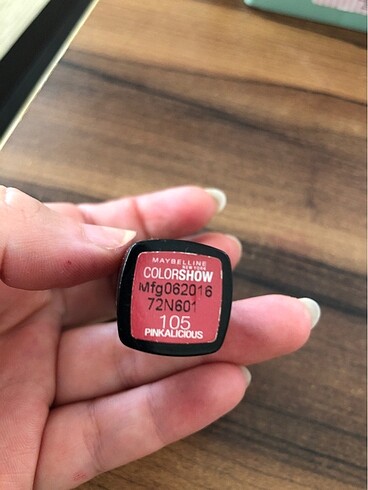 MAYBELLINE
NEW YORK
COLORSHOW
Mfg062016
72N601
105
PINKALICIOUS